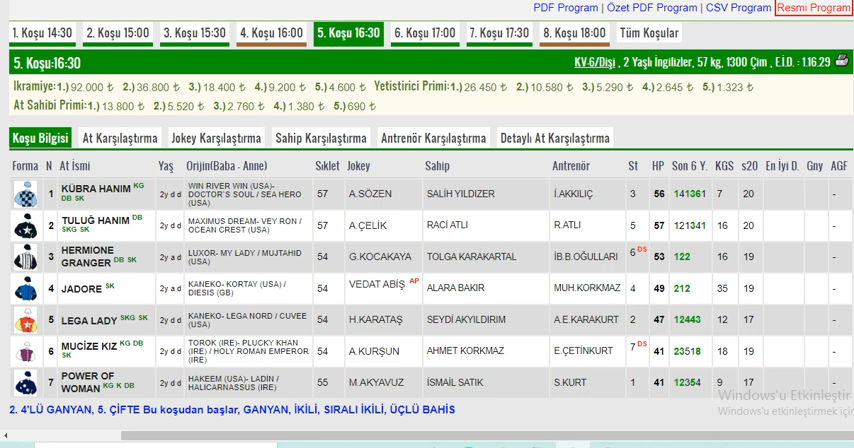 PDF Program | Özet PDF Program | CSV Program | Resmi Program
1. Koşu 14:30 2. Koşu 15:00 3. Koşu 15:30 4. Koşu 16:00 5. Koşu 16:30 6. Koşu 17:00 7. Koşu 17:30 8. Koşu 18:00 Tüm Koşular
5. Koşu:16:30 KV-6/Dişi , 2 Yaşlı İngilizler, 57 kg, 1300 Çim , E.İ.D. : 1.16.29
Ikramiye:1.) 92.000 ₺ 2.) 36.800 ₺ 3.) 18.400 ₺ 4.) 9.200 ₺ 5.) 4.600 ₺ Yetistirici Primi:1.) 26.450 ₺ 2.) 10.580 ₺ 3.) 5.290 ₺ 4.) 2.645 ₺ 5.) 1.323 ₺
At Sahibi Primi:1.) 13.800 ₺ 2.) 5.520 ₺ 3.) 2.760 ₺ 4.) 1.380 ₺ 5.) 690 ₺
Koşu Bilgisi At Karşılaştırma Jokey Karşılaştırma Sahip Karşılaştırma Antrenör Karşılaştırma Detaylı At Karşılaştırma
Forma N At İsmi Yaş Orijin(Baba - Anne) Sıklet Jokey Sahip Antrenör St HP Son 6 Y. KGS s20 En İyi D. Gny AGF
1 KÜBRA HANIM KG DB SK 2y d d WIN RIVER WIN (USA)- DOCTOR'S SOUL / SEA HERO (USA) 57 A.SÖZEN SALİH YILDIZER İ.AKKILIÇ 3 56 141361 7 20 -
2 TULUĞ HANIM DB SKG SK 2y d d MAXIMUS DREAM- VEY RON / OCEAN CREST (USA) 57 A.ÇELİK RACİ ATLI R.ATLI 5 57 121341 16 20 -
3 HERMIONE GRANGER DB SK 2y a d LUXOR- MY LADY / MUJTAHID (USA) 54 G.KOCAKAYA TOLGA KARAKARTAL İB.B.OĞULLARI 6 DS 53 122 16 19 -
4 JADORE SK 2y a d KANEKO- KORTAY (USA) / DIESIS (GB) 54 VEDAT ABİŞ AP ALARA BAKIR MUH.KORKMAZ 4 49 212 35 19 -
5 LEGA LADY SKG SK 2y d d KANEKO- LEGA NORD / CUVEE (USA) 54 H.KARATAŞ SEYDİ AKYILDIRIM A.E.KARAKURT 2 47 12443 12 17 -
6 MUCİZE KIZ KG DB SK 2y d d TOROK (IRE)- PLUCKY HAN (IRE) / HOLY ROMAN EMPEROR (IRE) 54 A.KURŞUN AHMET KORKMAZ E.ÇETİNKURT 7 DS 41 23518 18 19 -
7 POWER OF WOMAN KG K DB 2y d d HAKEEM (USA)- LADİN / HALICARNASSUS (IRE) 55 M.AKYAVUZ İSMAİL SATIK S.KURT 1 41 12354 9 17 -
Windows'u Etkinleştir
2. 4'LÜ GANYAN, 5. ÇİFTE Bu koşudan başlar, GANYAN, İKİLİ, SIRALI İKİLİ, ÜÇLÜ BAHİS
Windows'u etkinleştirmek için